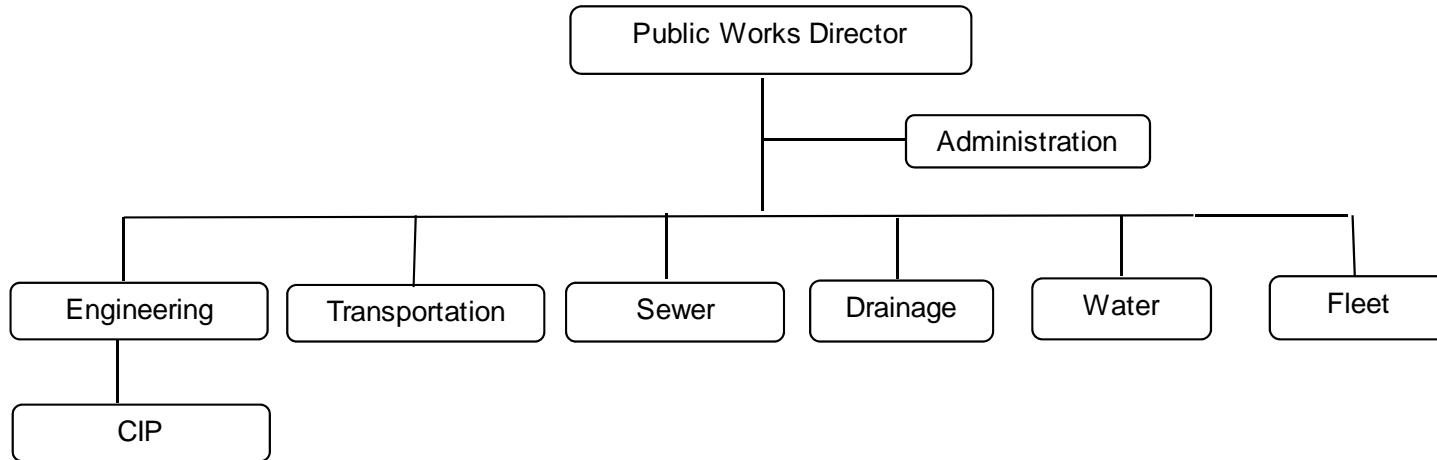 Public Works Director
Administration
Engineering
Transportation
Sewer
Drainage
Water
Fleet
CIP